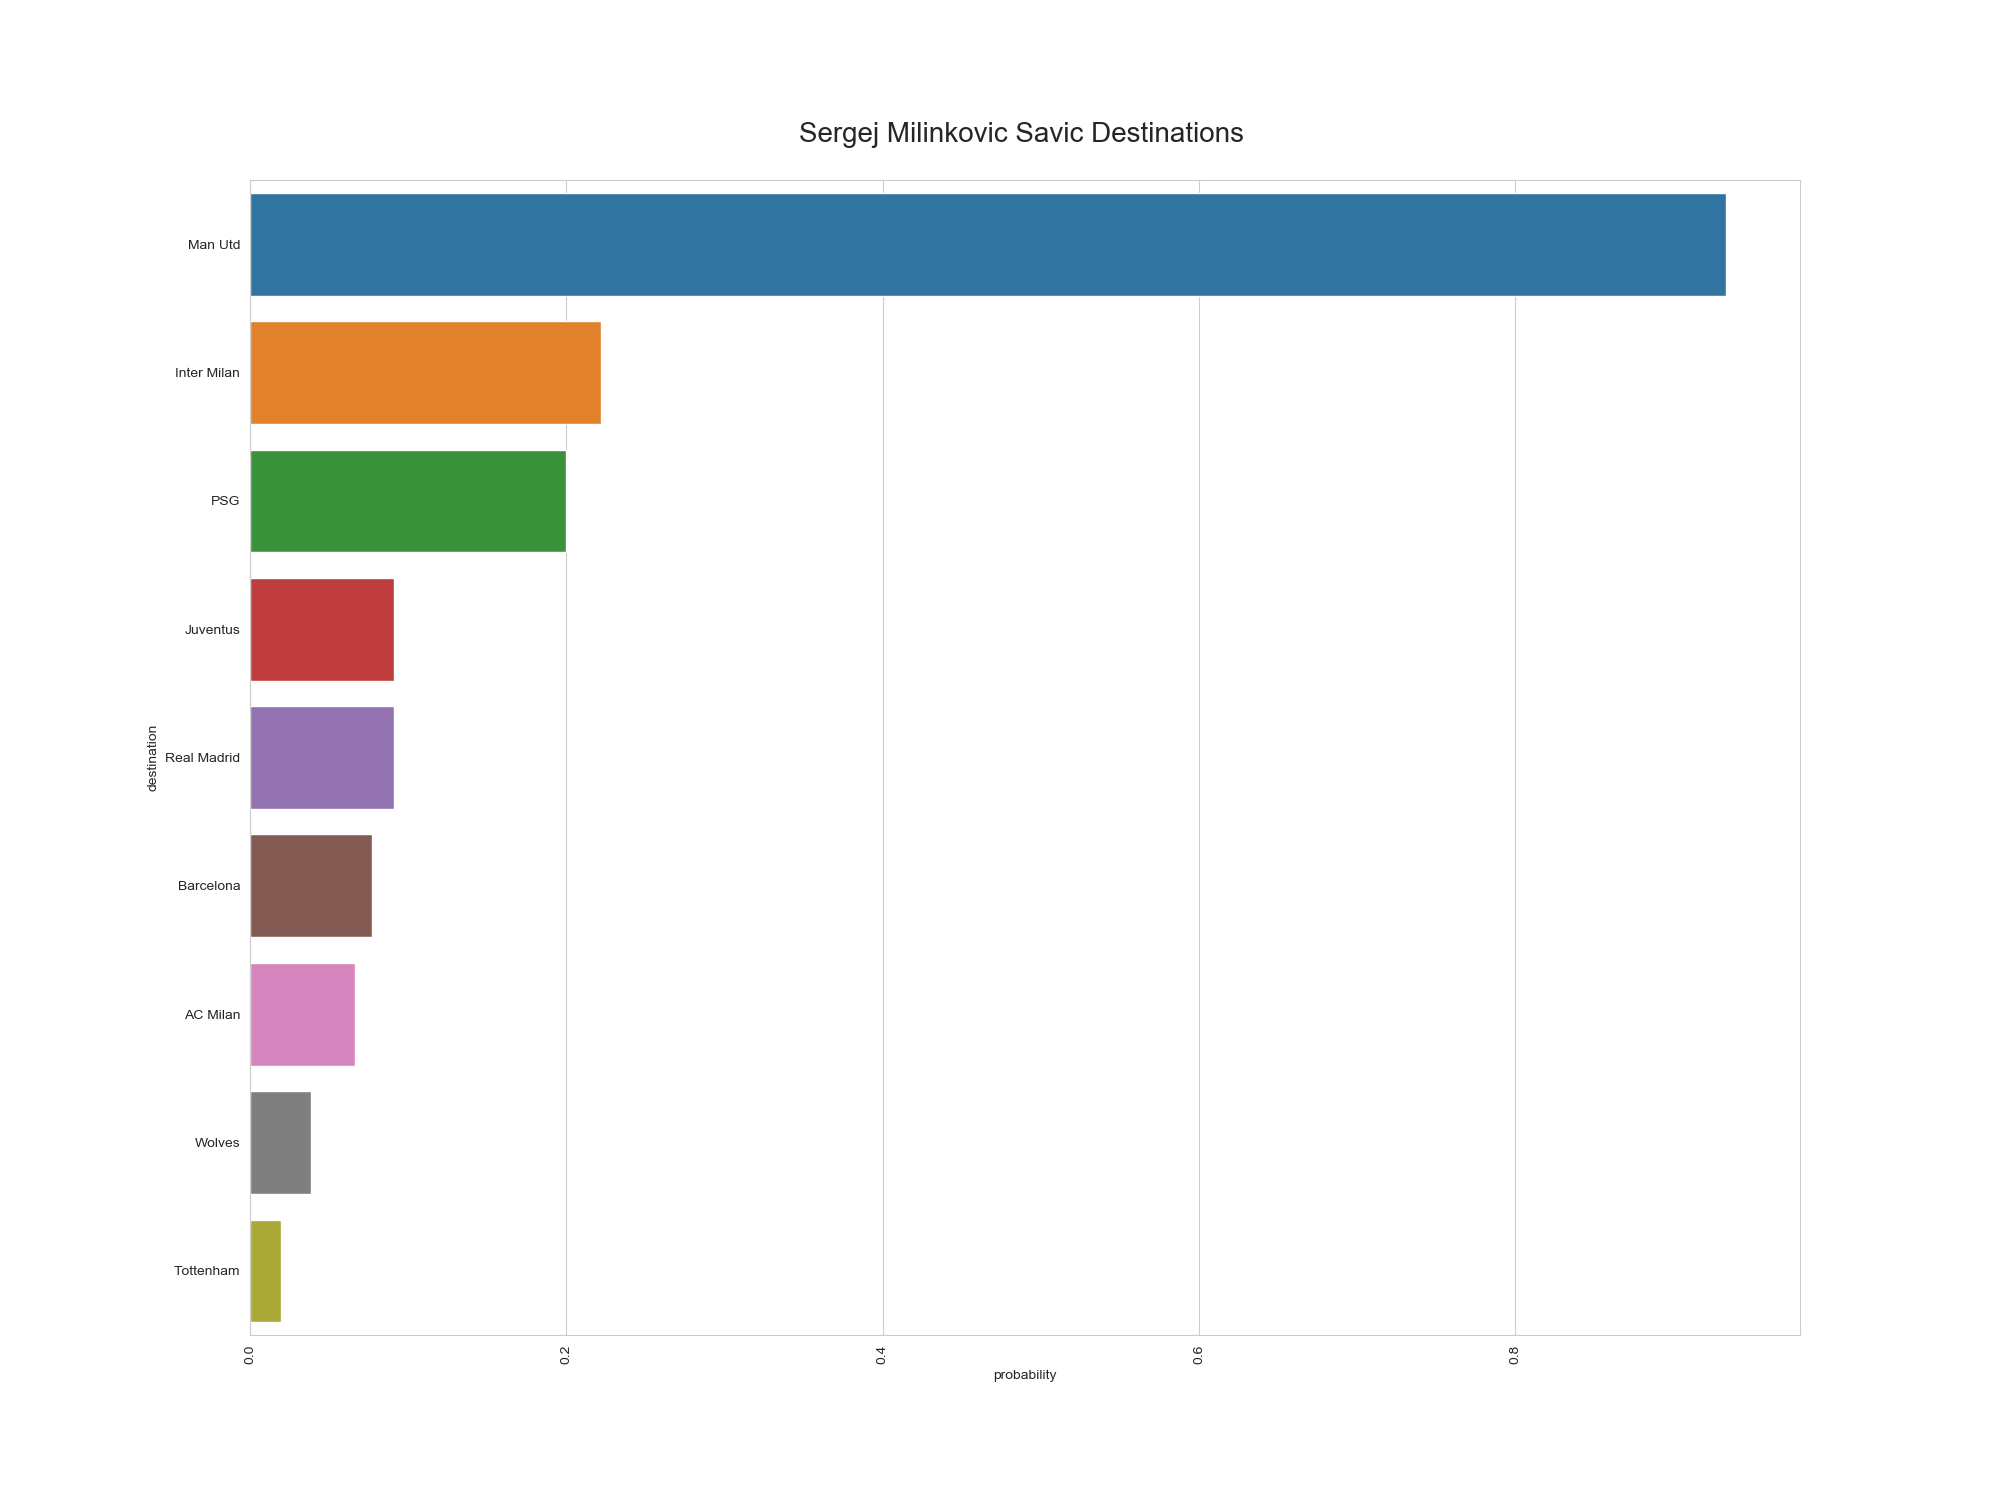 Sergej Milinkovic Savic Destinations
Man Utd
Inter Milan
PSG
Juventus
Real Madrid
Barcelona
AC Milan
Wolves
Tottenham
destination
0.0 0.2 0.4 0.6 0.8
probability